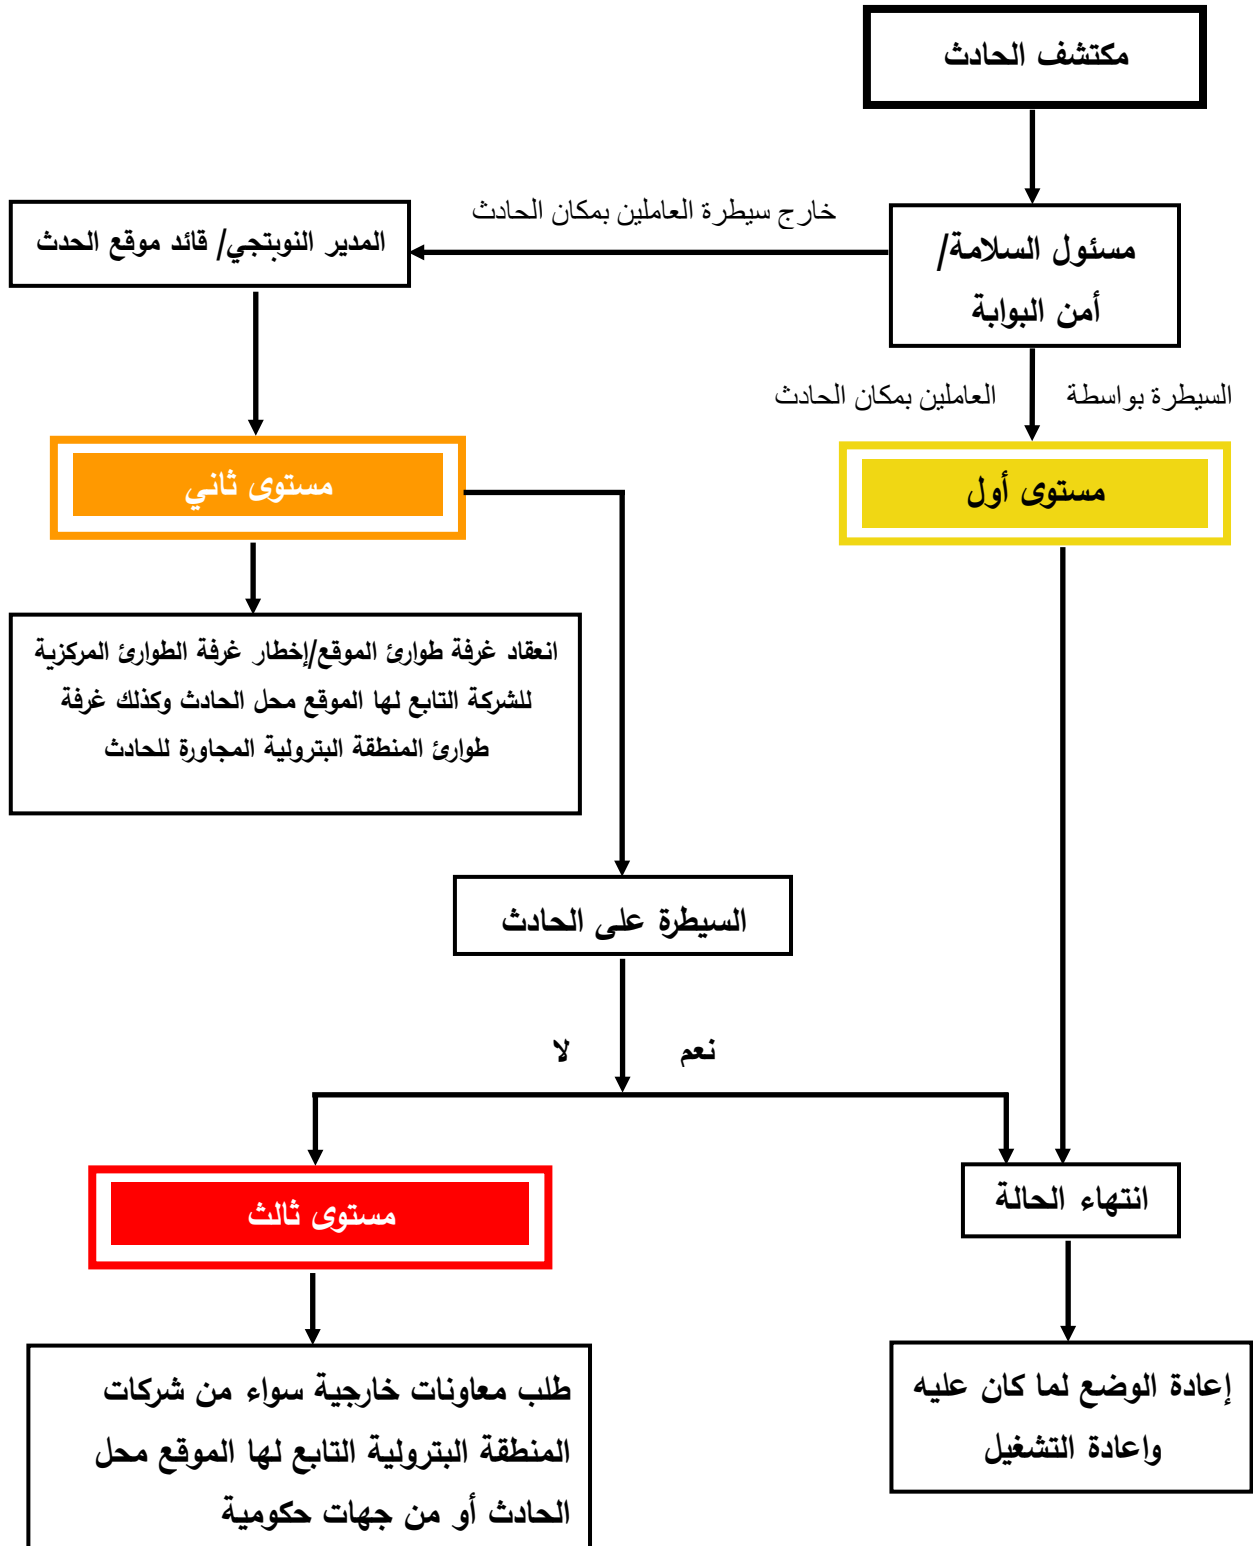 مكتشف الحادث
خارج سيطرة العاملين بمكان الحادث
مسئول السلامة/
أمن البوابة
المدير النوبتجي/ قائد موقع الحدث
السيطرة بواسطة العاملين بمكان الحادث
مستوى أول
مستوى ثاني
انعقاد غرفة طوارئ الموقع/إخطار غرفة الطوارئ المركزية
للشركة التابع لها الموقع محل الحادث وكذلك غرفة
طوارئ المنطقة البترولية المجاورة للحادث
السيطرة على الحادث
نعم لا
انتهاء الحالة
مستوى ثالث
إعادة الوضع لما كان عليه
وإعادة التشغيل
طلب معاونات خارجية سواء من شركات
المنطقة البترولية التابع لها الموقع محل
الحادث أو من جهات حكومية